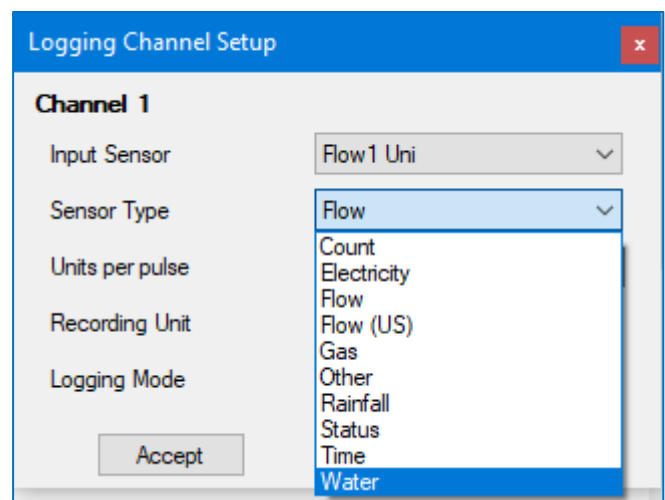 Logging Channel Setup x
Channel 1
Input Sensor Flow1 Uni
Sensor Type Flow
Units per pulse
Recording Unit
Logging Mode
Count
Electricity
Flow
Flow (US)
Gas
Other
Rainfall
Status
Time
Water
Accept